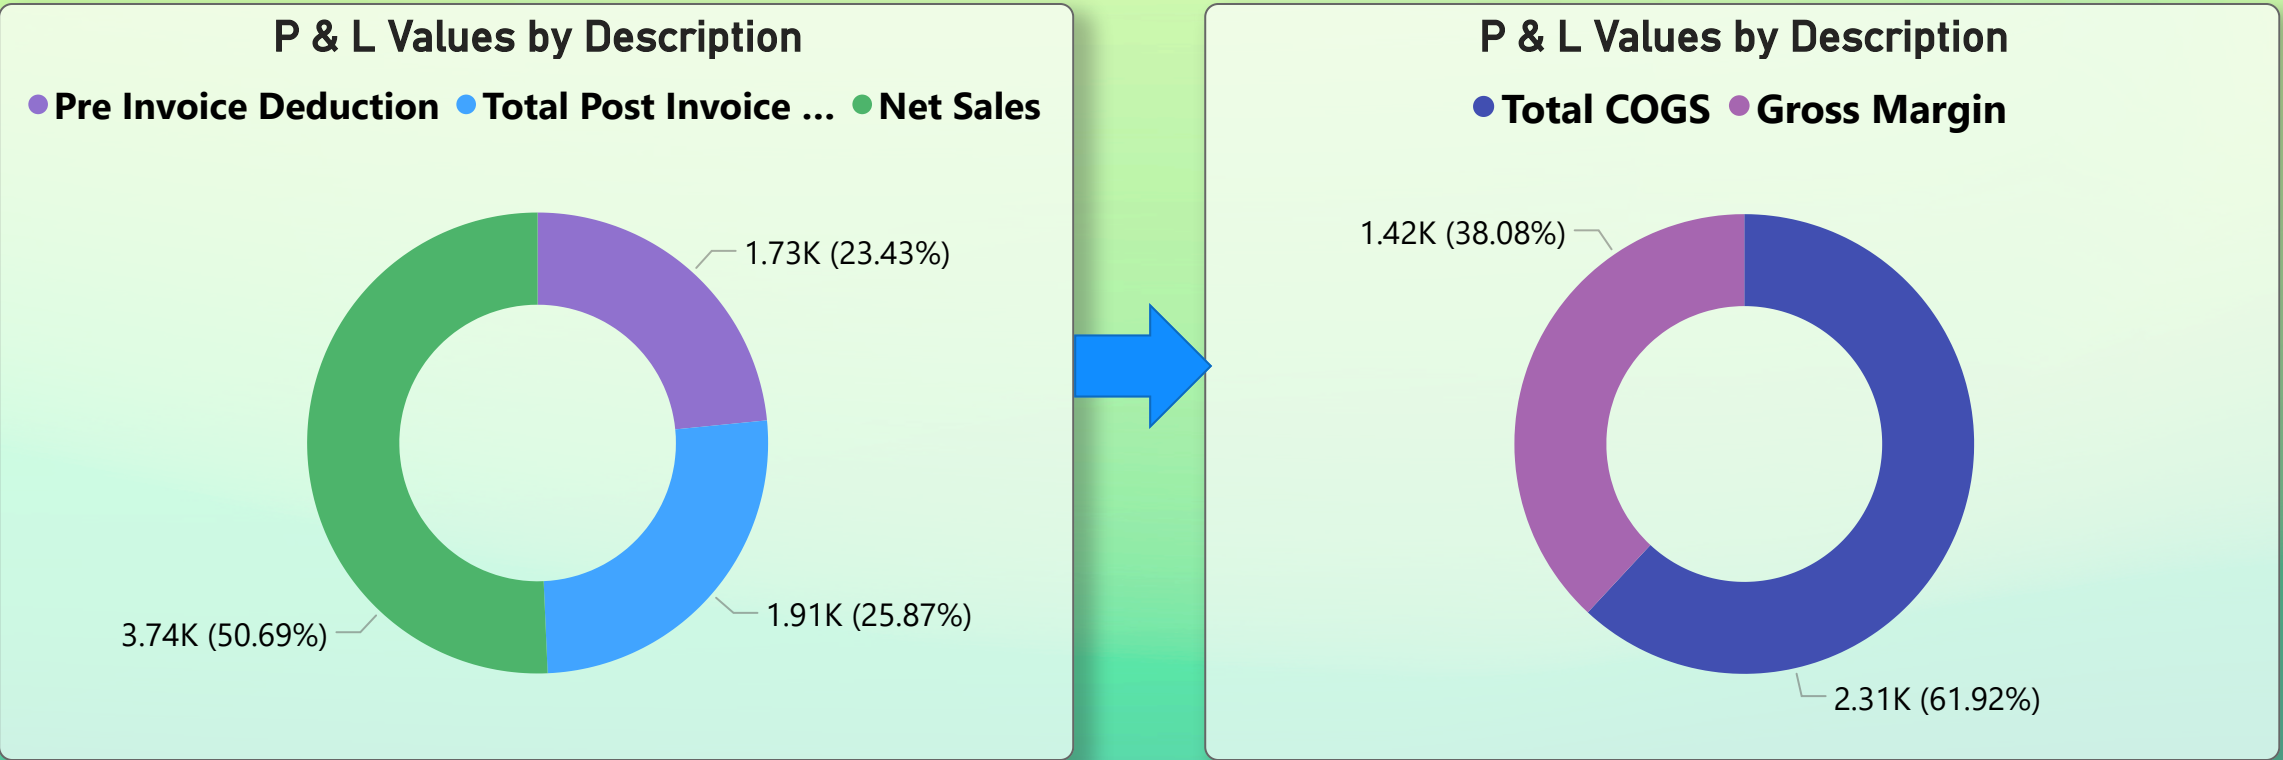 P & L Values by Description
Pre Invoice Deduction Total Post Invoice ... Net Sales
1.73K (23.43%)
1.91K (25.87%)
3.74K (50.69%)
P & L Values by Description
Total COGS Gross Margin
1.42K (38.08%)
2.31K (61.92%)